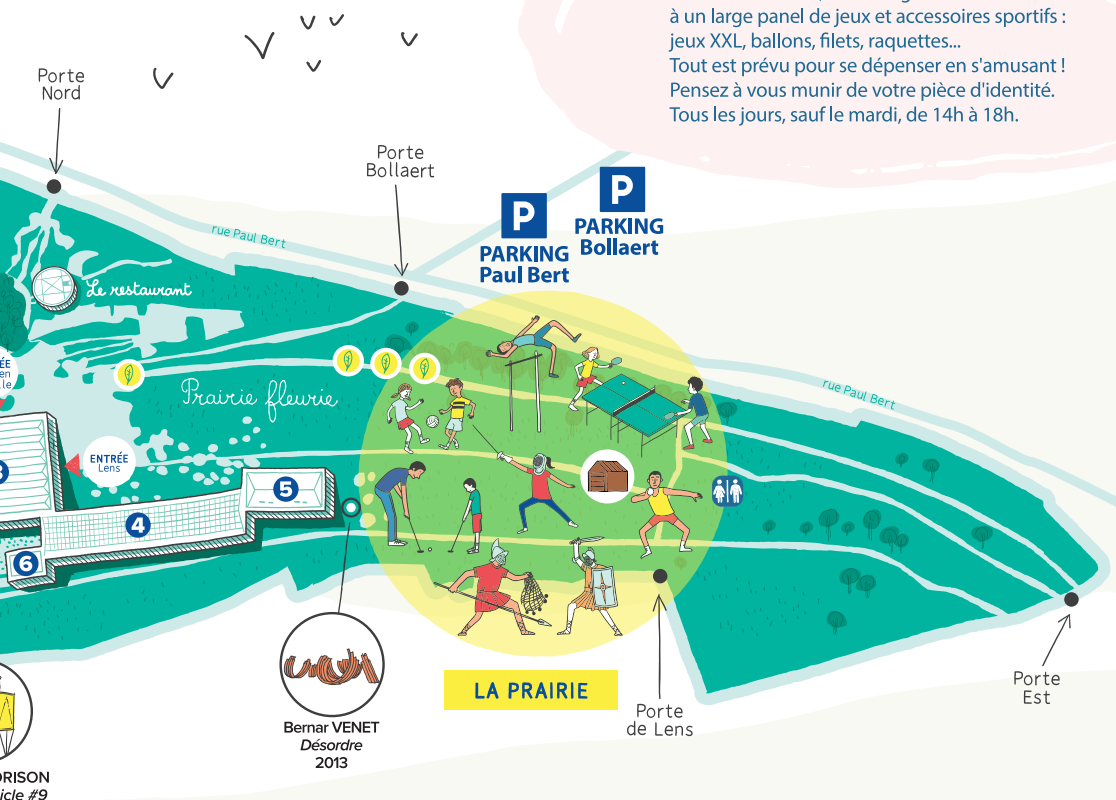 à un large panel de jeux et accessoires sportifs :
jeux XXL, ballons, filets, raquettes...
Tout est prévu pour se dépenser en s'amusant !
Pensez à vous munir de votre pièce d'identité.
Tous les jours, sauf le mardi, de 14h à 18h.
Porte
Nord
Porte
Bollaert
P
PARKING
Bollaert
P
PARKING
Paul Bert
rue Paul Bert
Le restaurant
Prairie fleurie
rue Paul Bert
ENTRÉE
Lens
5
4
6
LA PRAIRIE
Porte
de Lens
Porte
Est
Bernar VENET
Désordre
2013